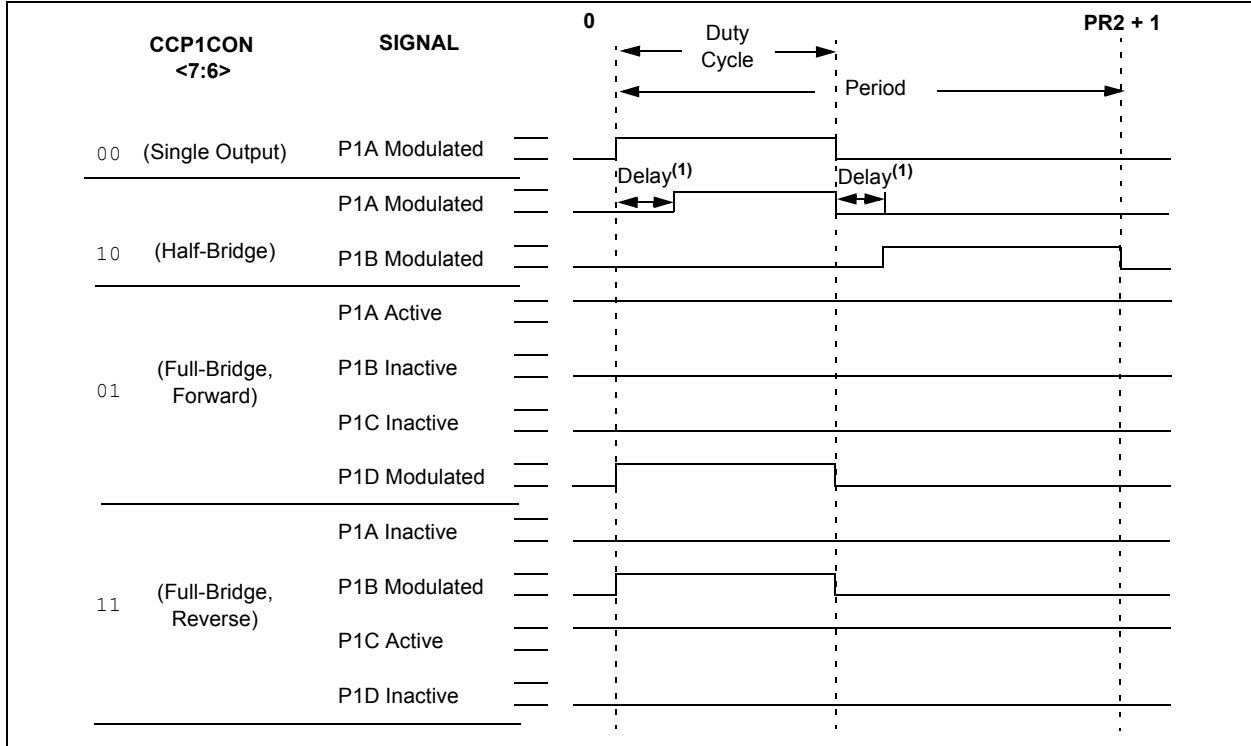 0
PR2 + 1
CCP1CON
<7:6>
SIGNAL
Duty
Cycle
Period
00 (Single Output) P1A Modulated
Delay(1)
Delay(1)
P1A Modulated
10 (Half-Bridge) P1B Modulated
P1A Active
01 (Full-Bridge,
Forward)
P1B Inactive
P1C Inactive
P1D Modulated
P1A Inactive
11 (Full-Bridge,
Reverse)
P1B Modulated
P1C Active
P1D Inactive